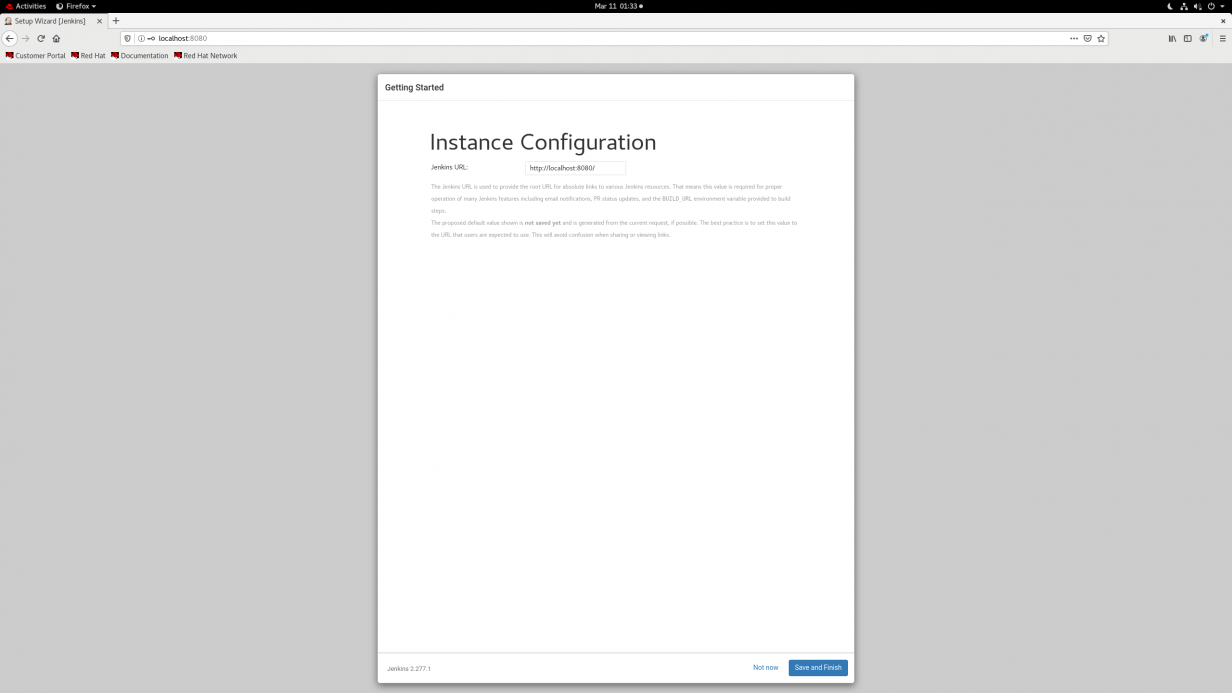 Activities Firefox Mar 11 01:33
Setup Wizard [Jenkins]
localhost:8080
Customer Portal Red Hat Documentation Red Hat Network
Getting Started
Instance Configuration
Jenkins URL: http://localhost:8080/
The Jenkins URL is used to provide the root URL for absolute links to various Jenkins resources. That means this value is required for proper
operation of many Jenkins features including email notifications, PR status updates, and the BUILD_URL environment variable provided to build
steps.
The proposed default value shown is not saved yet and is generated from the current request, if possible. The best practice is to set this value to
the URL that users are expected to use. This will avoid confusion when sharing or viewing links.
Jenkins 2.277.1 Not now Save and Finish